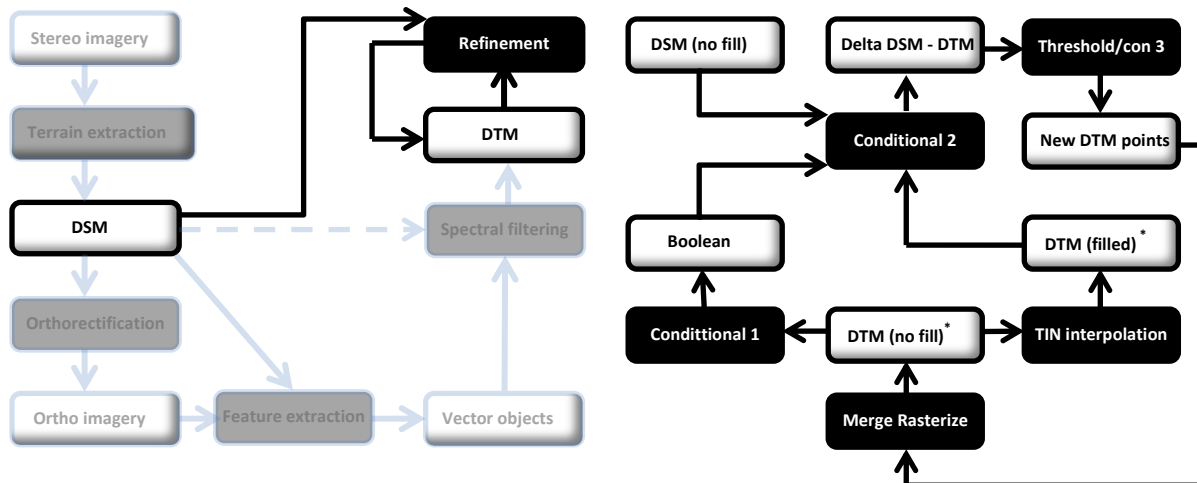 Stereo imagery
Terrain extraction
DSM
Orthorectification
Ortho imagery
Feature extraction
Vector objects
Spectral filtering
DTM
Refinement
DSM (no fill)
Delta DSM - DTM
Threshold/con 3
Conditional 2
New DTM points
Boolean
DTM (filled) *
Condittional 1
DTM (no fill) *
TIN interpolation
Merge Rasterize